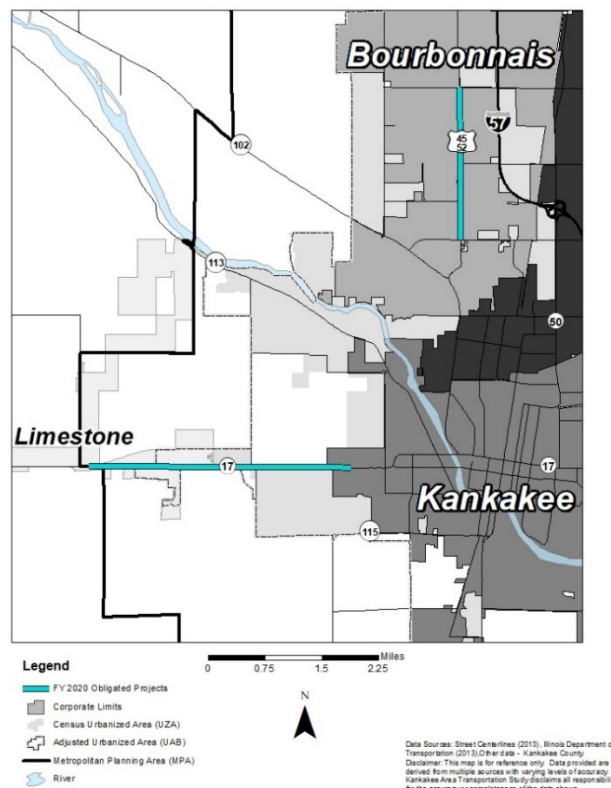 Bourbonnais
57
45
52
102
113
50
Limestone
17
17
Kankakee
115
Miles
0 0.75 1.5 2.25
Legend
FY 2020 Obligated Projects
Corporate Limits
Census Urbanized Area (UZA)
Adjusted Urbanized Area (UAB)
Metropolitan Planning Area (MPA)
River
N
Data Sources: Street Centerlines (2013), Illinois Department o
Transportation (2013),Other data - Kankakee County.
Disclaimer: This map is for reference only. Data provided are
derived from multiple sources with varying levels of accuracy.
Kankakee Area Transportation Study disclaims all responsibili